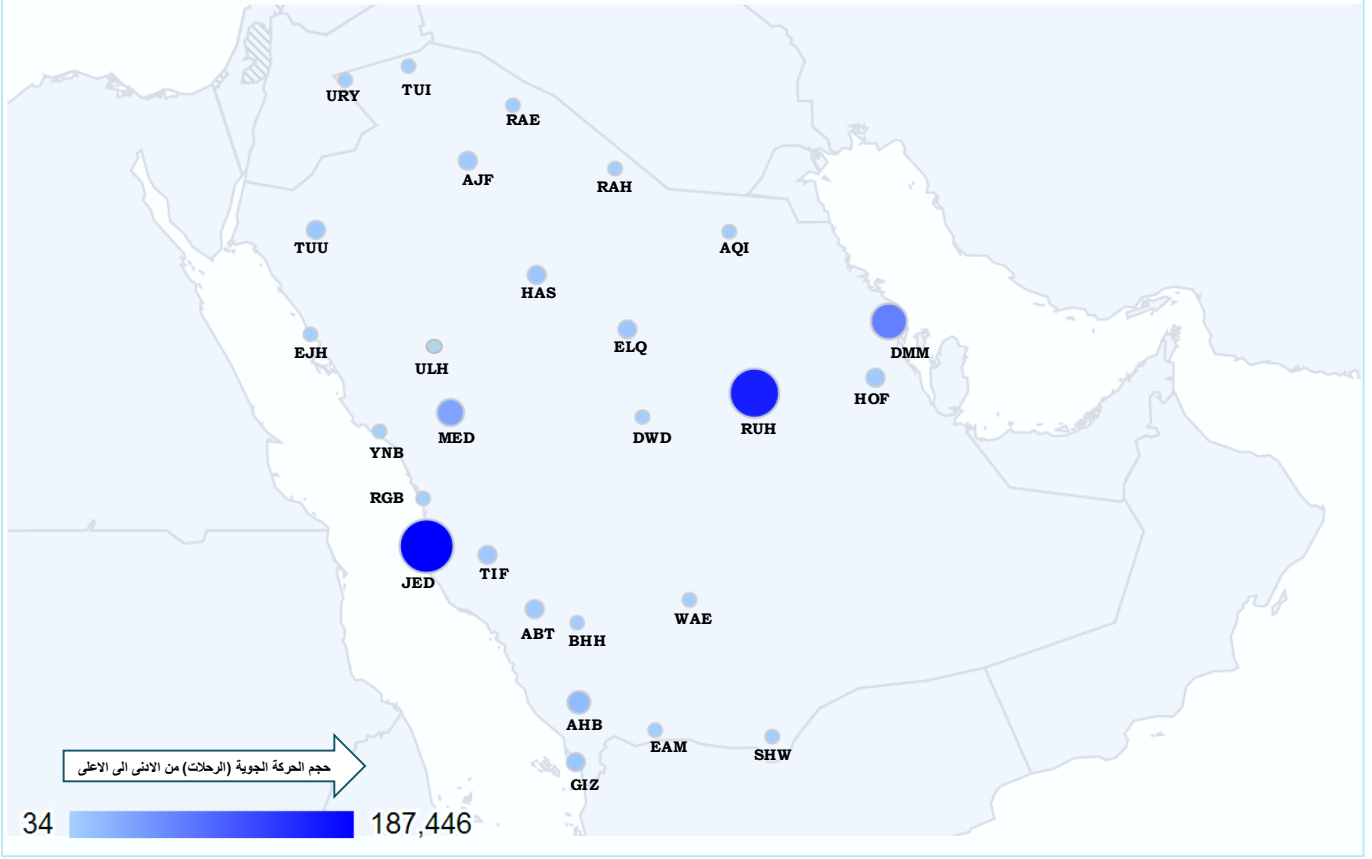 TUI
URY
RAE
AJF
RAH
TUU
AQI
HAS
ELQ
EJH
DMM
ULH
HOF
RUH
MED
DWD
YNB
RGB
TIF
JED
WAE
ABT
BHH
AHB
EAM
SHW
GIZ
حجم الحركة الجوية (الرحلات) من الادنى الى الاعلى
34
187,446